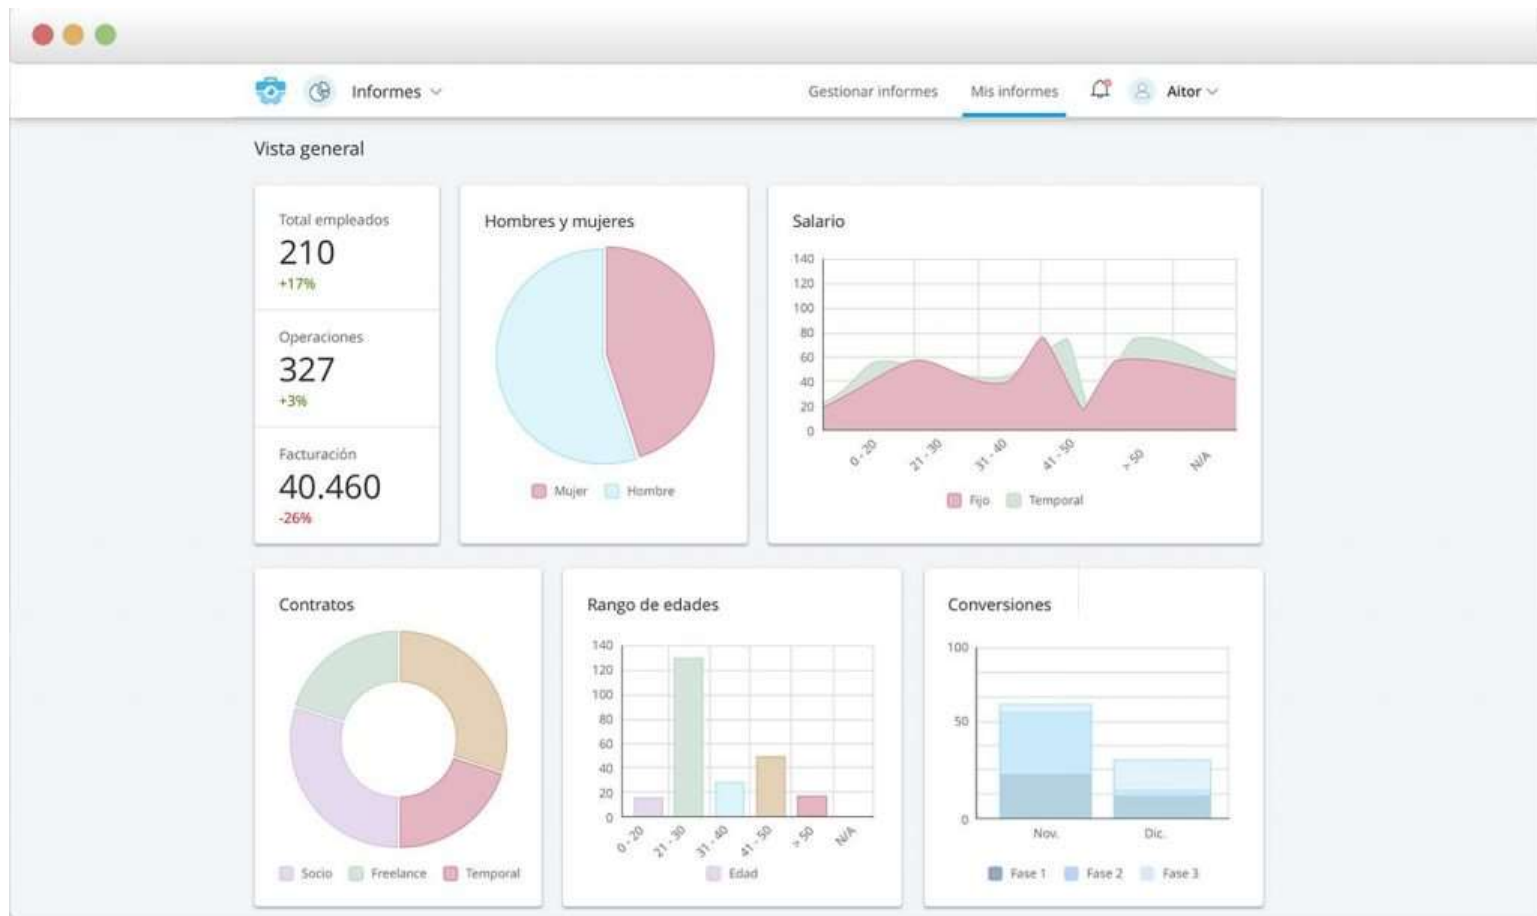 Informes
Gestionar informes
Mis informes
Aitor
Vista general
Total empleados
210
+17%
Operaciones
327
+3%
Facturación
40.460
-26%
Hombres y mujeres
Mujer Hombre
Salario
140
120
100
80
60
40
20
0
0 - 20 21 - 30 31 - 40 41 - 50 > 50 N/A
Fijo Temporal
Contratos
Socio Freelance Temporal
Rango de edades
140
120
100
80
60
40
20
0
0 - 20 21 - 30 31 - 40 41 - 50 > 50 N/A
Edad
Conversiones
100
50
0
Nov. Dic.
Fase 1 Fase 2 Fase 3